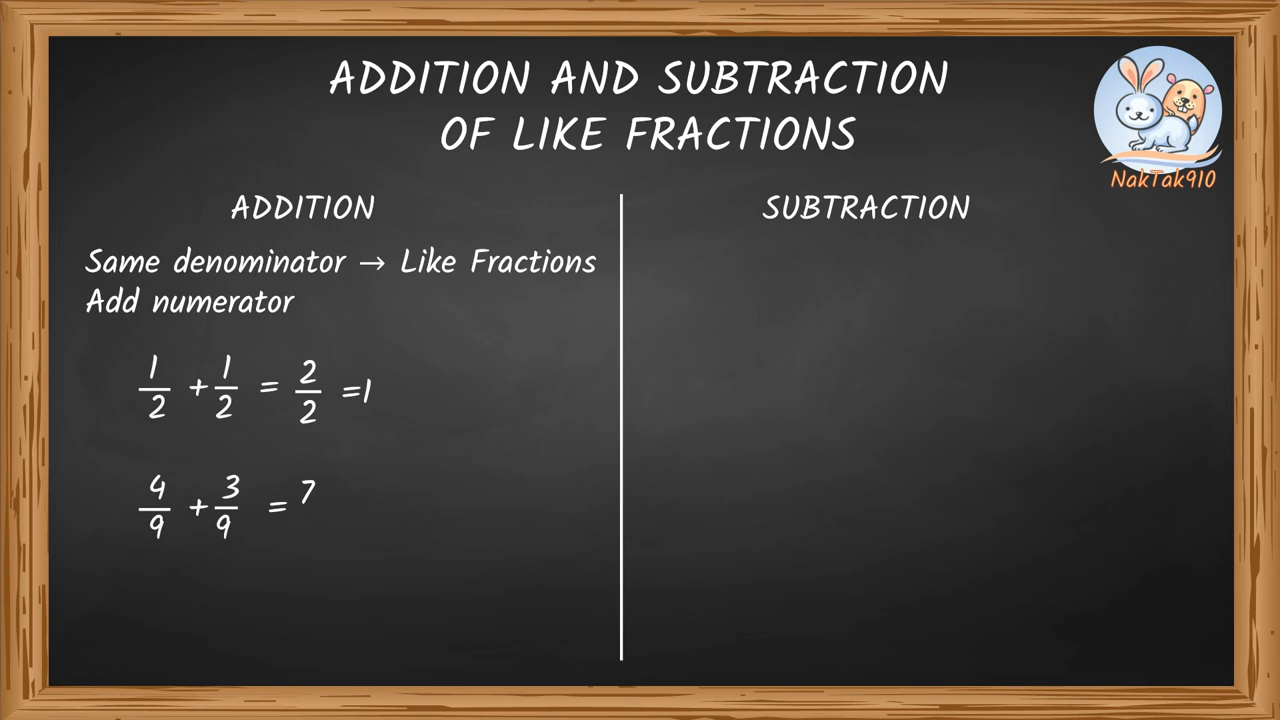 ADDITION AND SUBTRACTION
OF LIKE FRACTIONS
NakTak910
ADDITION
Same denominator → Like Fractions
Add numerator
1/2 + 1/2 = 2/2 =1
4/9 + 3/9 = 7
SUBTRACTION